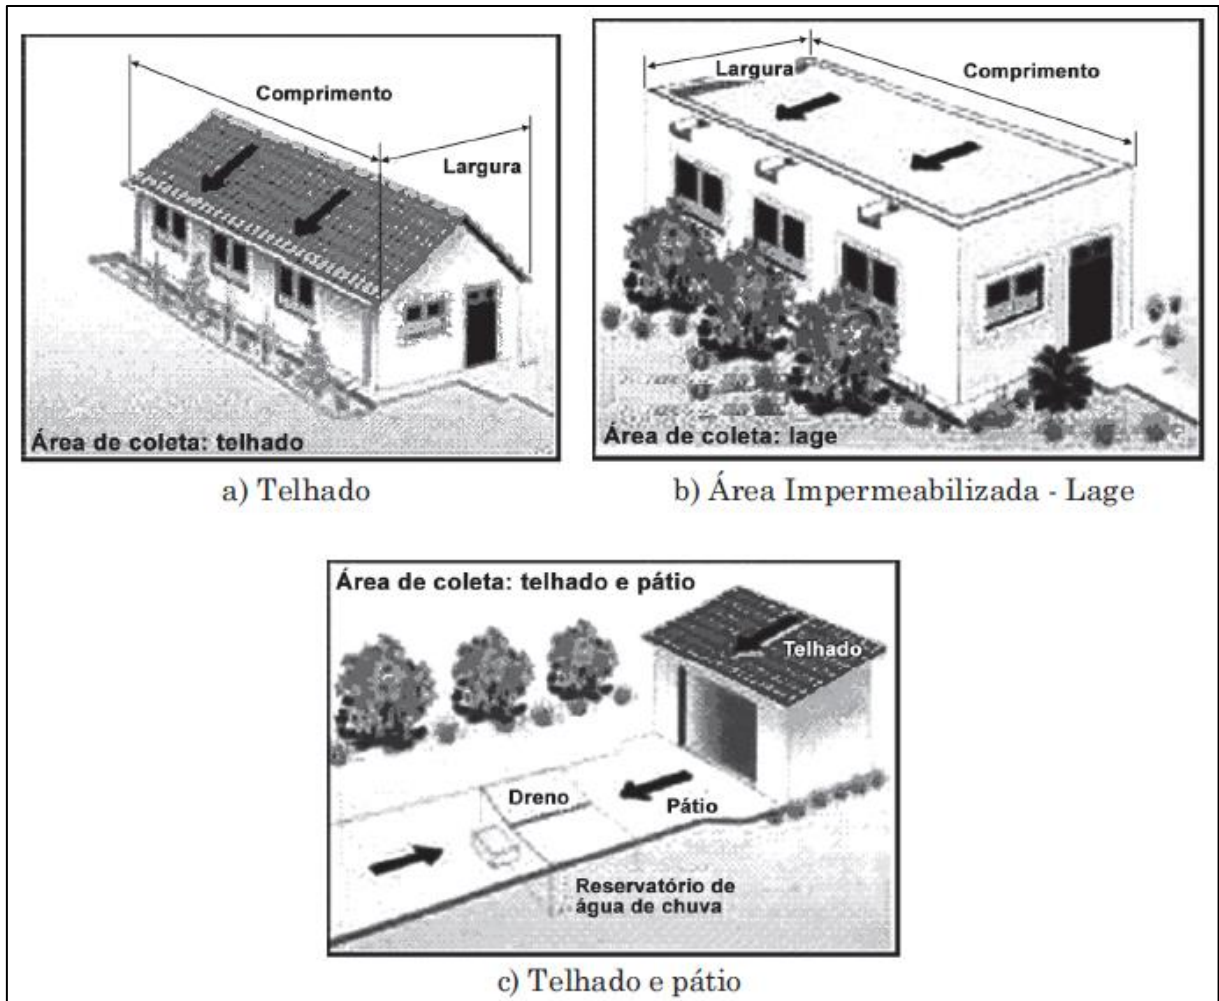 Comprimento
Largura
Área de coleta: telhado
a) Telhado
Largura
Comprimento
Área de coleta: lage
b) Área Impermeabilizada - Lage
Área de coleta: telhado e pátio
Telhado
Dreno
Pátio
Reservatório de
água de chuva
c) Telhado e pátio